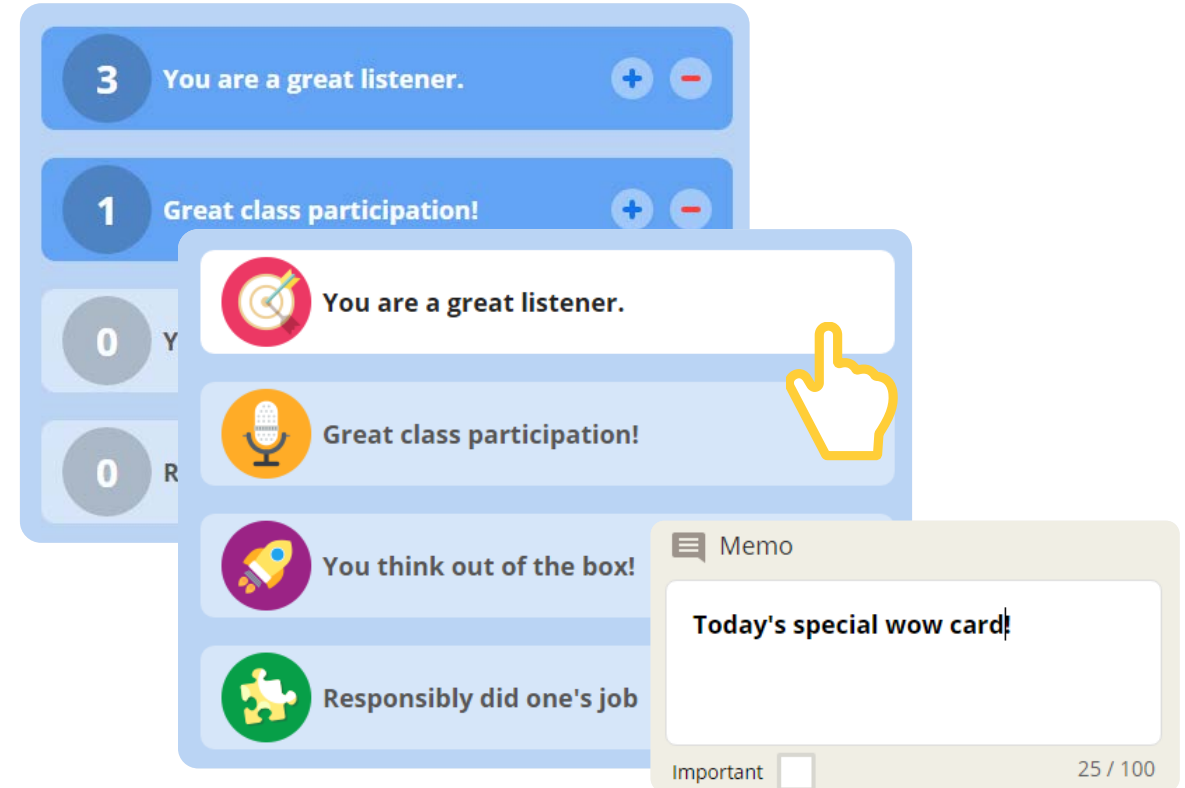 3 You are a great listener. + −
1 Great class participation! + −
0 Y
0 R
You are a great listener.
Great class participation!
You think out of the box!
Responsibly did one's job
Memo
Today's special wow card!
Important
25 / 100